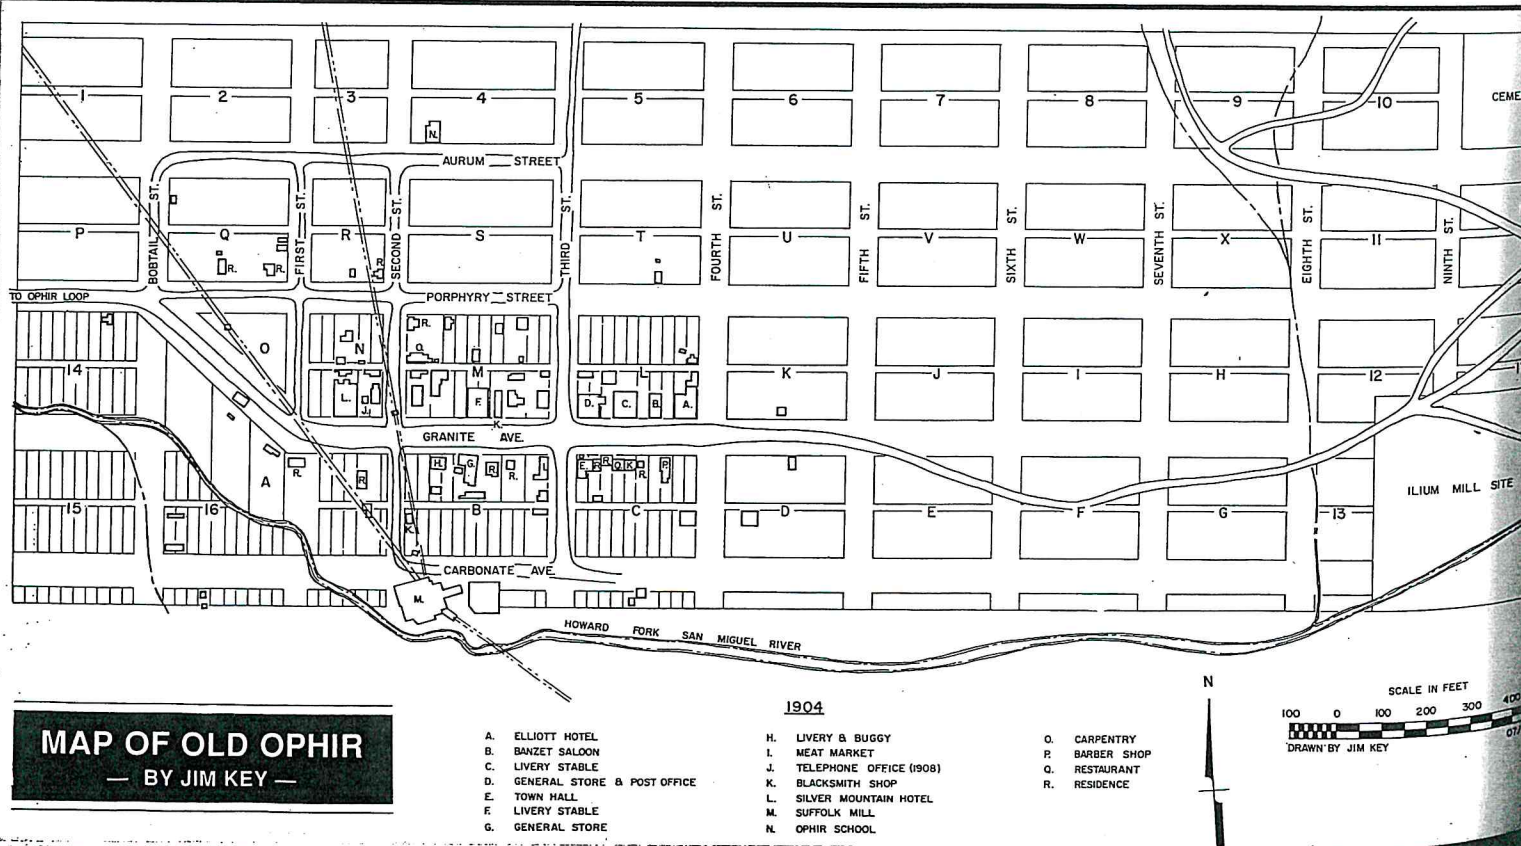 1 2 3 4 5 6 7 8 9 10
N.
AURUM STREET
BOBTAIL ST.
FIRST ST.
SECOND ST.
THIRD ST.
FOURTH ST.
FIFTH ST.
SIXTH ST.
SEVENTH ST.
EIGHTH ST.
NINTH ST.
P Q R S T U V W X 11
R. R. R.
TO OPHIR LOOP
PORPHYRY STREET
R.
O.
14 O N M L K J I H 12
L. J. F. D. C. B. A.
K.
GRANITE AVE.
H. G. R. R. I. E. R. R. Q. K. R. P.
R. R.
15 16 A B C D E F G 13
ILIUM MILL SITE
K.
CARBONATE AVE.
M.
HOWARD FORK SAN MIGUEL RIVER
MAP OF OLD OPHIR
— BY JIM KEY —
1904
A. ELLIOTT HOTEL
B. BANZET SALOON
C. LIVERY STABLE
D. GENERAL STORE & POST OFFICE
E. TOWN HALL
F. LIVERY STABLE
G. GENERAL STORE
H. LIVERY & BUGGY
I. MEAT MARKET
J. TELEPHONE OFFICE (1908)
K. BLACKSMITH SHOP
L. SILVER MOUNTAIN HOTEL
M. SUFFOLK MILL
N. OPHIR SCHOOL
O. CARPENTRY
P. BARBER SHOP
Q. RESTAURANT
R. RESIDENCE
N
SCALE IN FEET
100 0 100 200 300 400
DRAWN BY JIM KEY